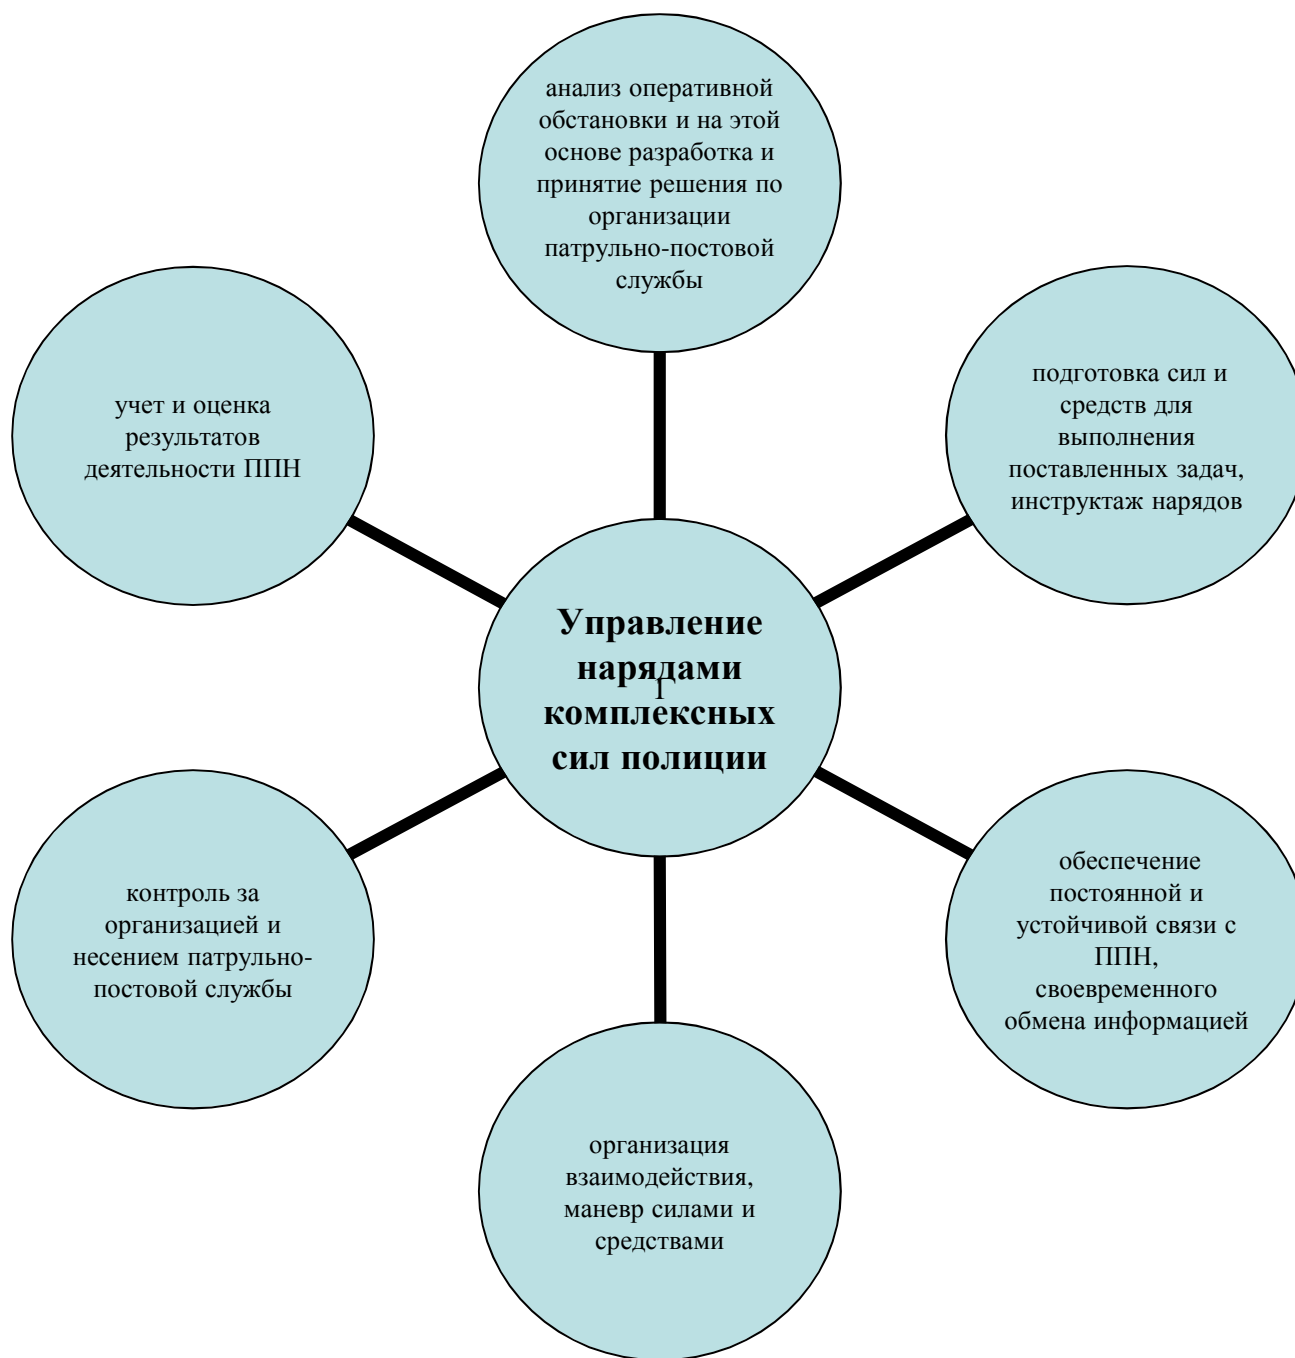 анализ оперативной
обстановки и на этой
основе разработка и
принятие решения по
организации
патрульно-постовой
службы
подготовка сил и
средств для
выполнения
поставленных задач,
инструктаж нарядов
обеспечение
постоянной и
устойчивой связи с
ППН,
своевременного
обмена информацией
организация
взаимодействия,
маневр силами и
средствами
контроль за
организацией и
несением патрульно-
постовой службы
учет и оценка
результатов
деятельности ППН
Управление
нарядами
1
комплексных
сил полиции